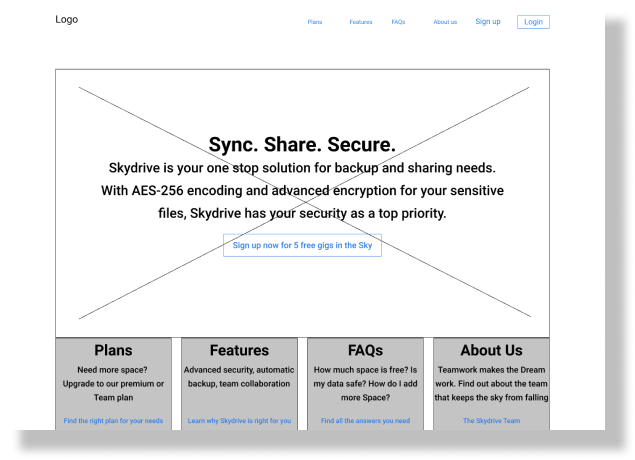 Logo
Plans Features FAQs About us Sign up Login
Sync. Share. Secure.
Skydrive is your one stop solution for backup and sharing needs.
With AES-256 encoding and advanced encryption for your sensitive
files, Skydrive has your security as a top priority.
Sign up now for 5 free gigs in the Sky
Plans
Need more space?
Upgrade to our premium or
Team plan
Find the right plan for your needs
Features
Advanced security, automatic
backup, team collaboration
Learn why Skydrive is right for you
FAQs
How much space is free? Is
my data safe? How do I add
more Space?
Find all the answers you need
About Us
Teamwork makes the Dream
work. Find out about the team
that keeps the sky from falling
The Skydrive Team